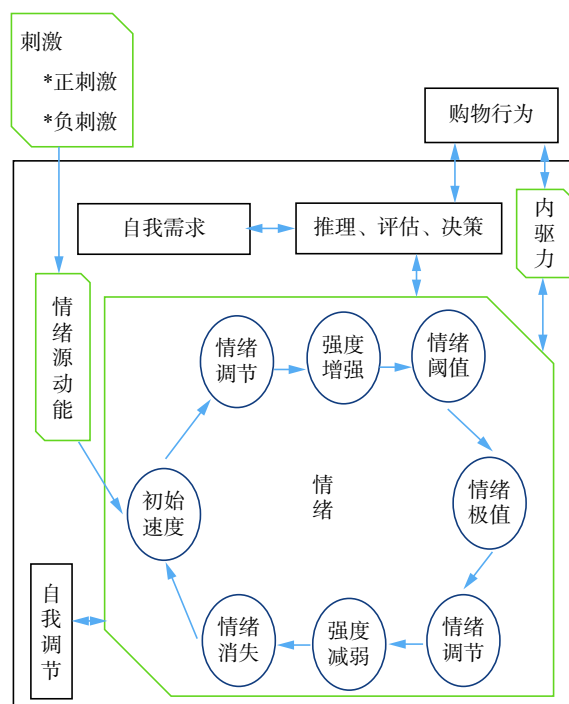 刺激
*正刺激
*负刺激
购物行为
自我需求
推理、评估、决策
内
驱
力
情
绪
源
动
能
情绪
调节
强度
增强
情绪
阈值
初始
速度
情
绪
情绪
极值
自
我
调
节
情绪
消失
强度
减弱
情绪
调节